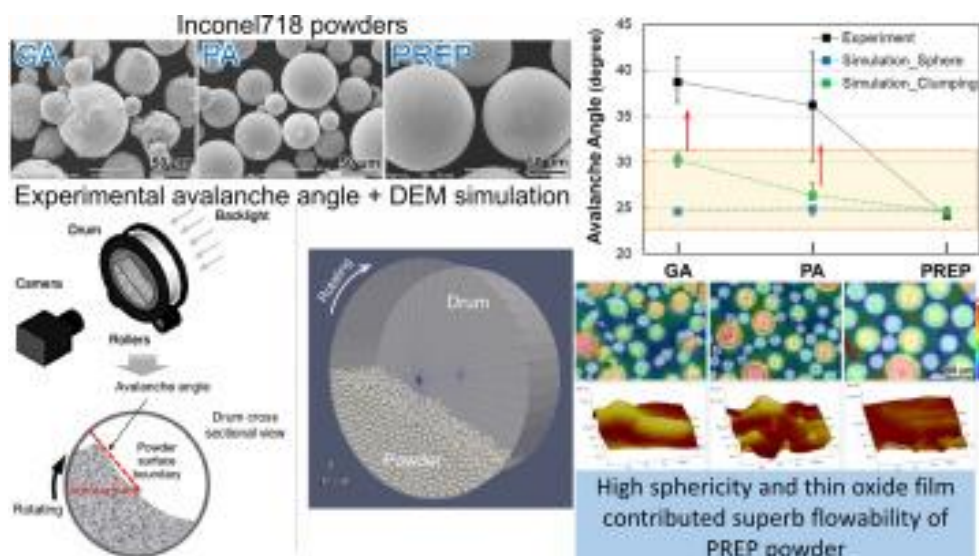 Inconel718 powders
GA
PA
PREP
50μm
Experimental avalanche angle + DEM simulation
Backlight
Drum
Camera
Rollers
Avalanche angle
Drum cross
sectional view
Powder
surface
boundary
Rotating
Rotating
Drum
Powder
Avalanche Angle (degree)
45
40
35
30
25
20
Experiment
Simulation_Sphere
Simulation_Clumping
GA
PA
PREP
High sphericity and thin oxide film
contributed superb flowability of
PREP powder